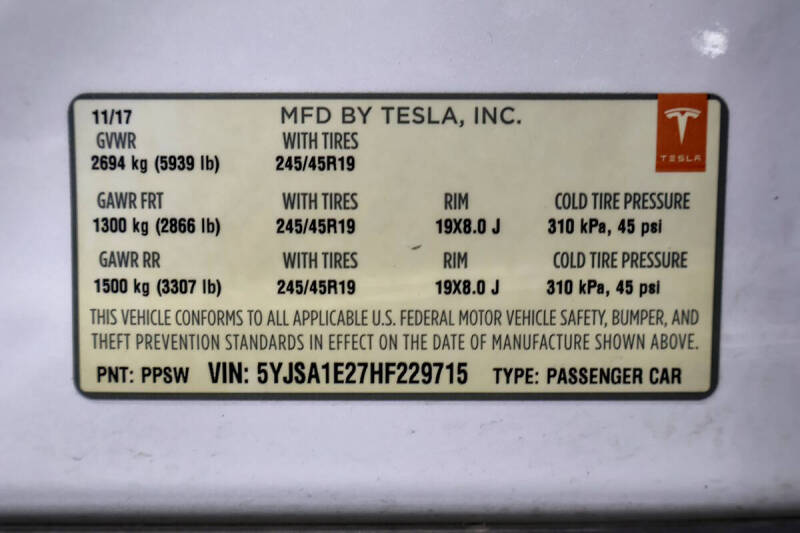 11/17 MFD BY TESLA, INC.
GVWR WITH TIRES
2694 kg (5939 lb) 245/45R19
TESLA
GAWR FRT WITH TIRES RIM COLD TIRE PRESSURE
1300 kg (2866 lb) 245/45R19 19X8.0 J 310 kPa, 45 psi
GAWR RR WITH TIRES RIM COLD TIRE PRESSURE
1500 kg (3307 lb) 245/45R19 19X8.0 J 310 kPa, 45 psi
THIS VEHICLE CONFORMS TO ALL APPLICABLE U.S. FEDERAL MOTOR VEHICLE SAFETY, BUMPER, AND
THEFT PREVENTION STANDARDS IN EFFECT ON THE DATE OF MANUFACTURE SHOWN ABOVE.
PNT: PPSW VIN: 5YJSA1E27HF229715 TYPE: PASSENGER CAR